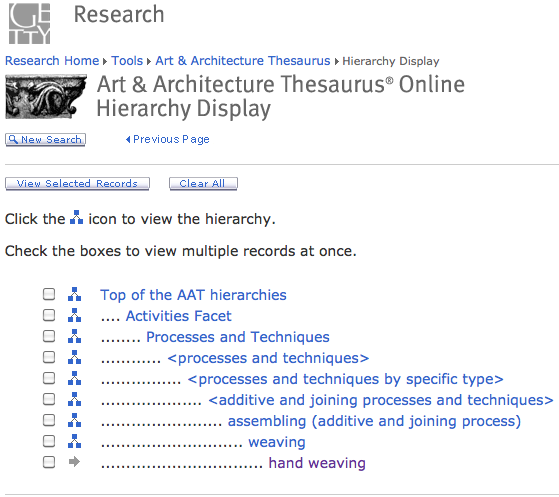 GETTY
Research
Research Home Tools Art & Architecture Thesaurus Hierarchy Display
Art & Architecture Thesaurus® Online
Hierarchy Display
New Search Previous Page
View Selected Records Clear All
Click the icon to view the hierarchy.
Check the boxes to view multiple records at once.
Top of the AAT hierarchies
.... Activities Facet
........ Processes and Techniques
............ <processes and techniques>
................ <processes and techniques by specific type>
.................... <additive and joining processes and techniques>
........................ assembling (additive and joining process)
............................ weaving
................................ hand weaving